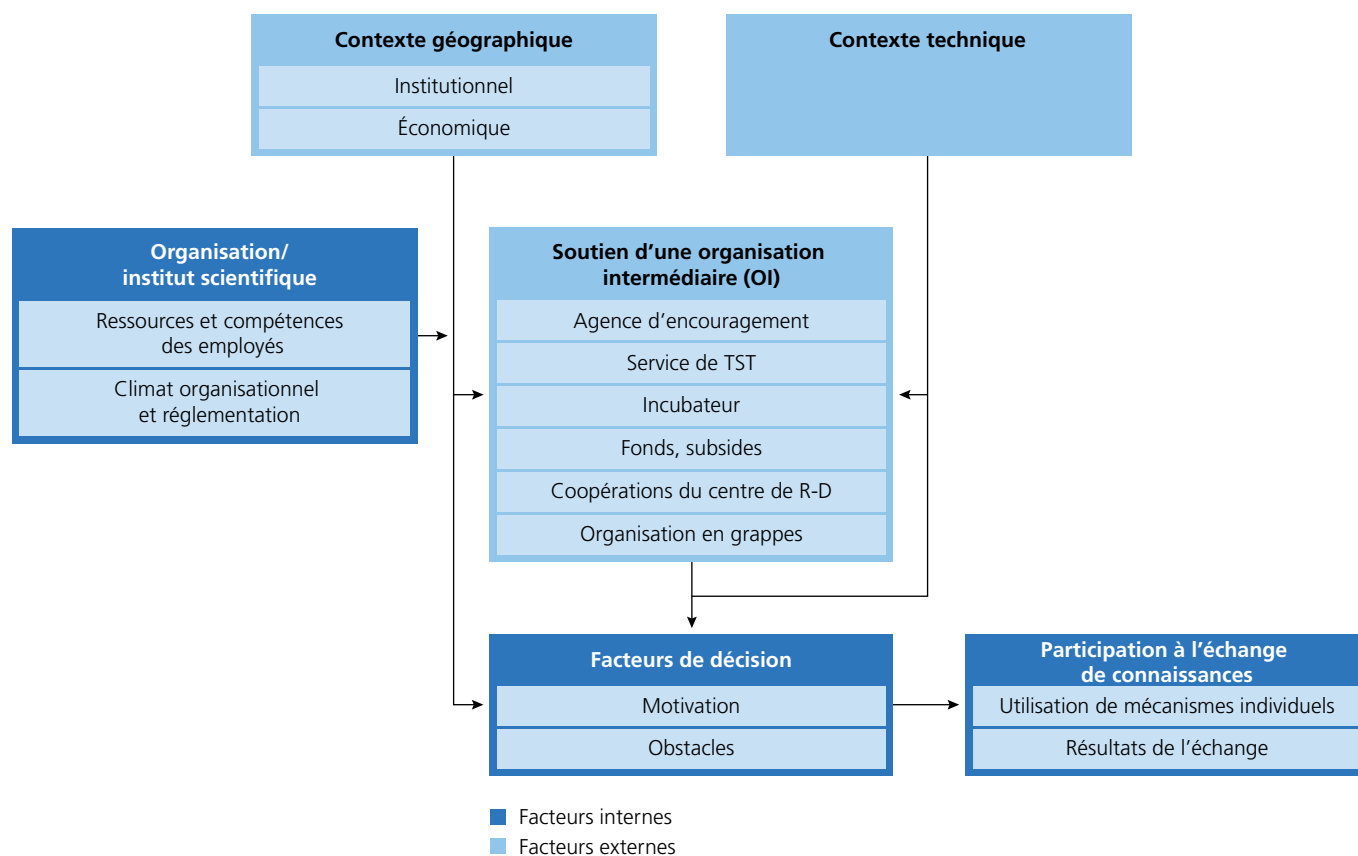 Contexte géographique
Institutionnel
Économique
Contexte technique
Organisation/
institut scientifique
Ressources et compétences
des employés
Climat organisationnel
et réglementation
Soutien d'une organisation
intermédiaire (OI)
Agence d'encouragement
Service de TST
Incubateur
Fonds, subsides
Coopérations du centre de R-D
Organisation en grappes
Facteurs de décision
Motivation
Obstacles
Participation à l'échange
de connaissances
Utilisation de mécanismes individuels
Résultats de l'échange
Facteurs internes
Facteurs externes